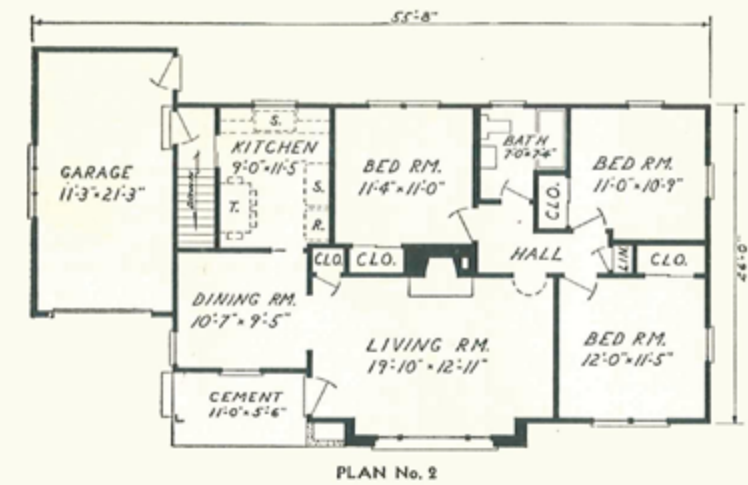 55'-8"
GARAGE
11'-3" x 21'-3"
DOWN
S.
KITCHEN
9'-0" x 11'-5
T.
S.
R.
BED RM.
11'-4" x 11'-0"
BATH
7'-0" x 7'-4"
CLO.
BED RM.
11'-0" x 10'-9"
26'-0"
HALL
LIN.
CLO.
CLO.
CLO.
DINING RM.
10'-7" x 9'-5"
LIVING RM.
19'-10" x 12'-11"
BED RM.
12'-0" x 11'-5"
CEMENT
11'-0" x 5'-6"
PLAN No. 2